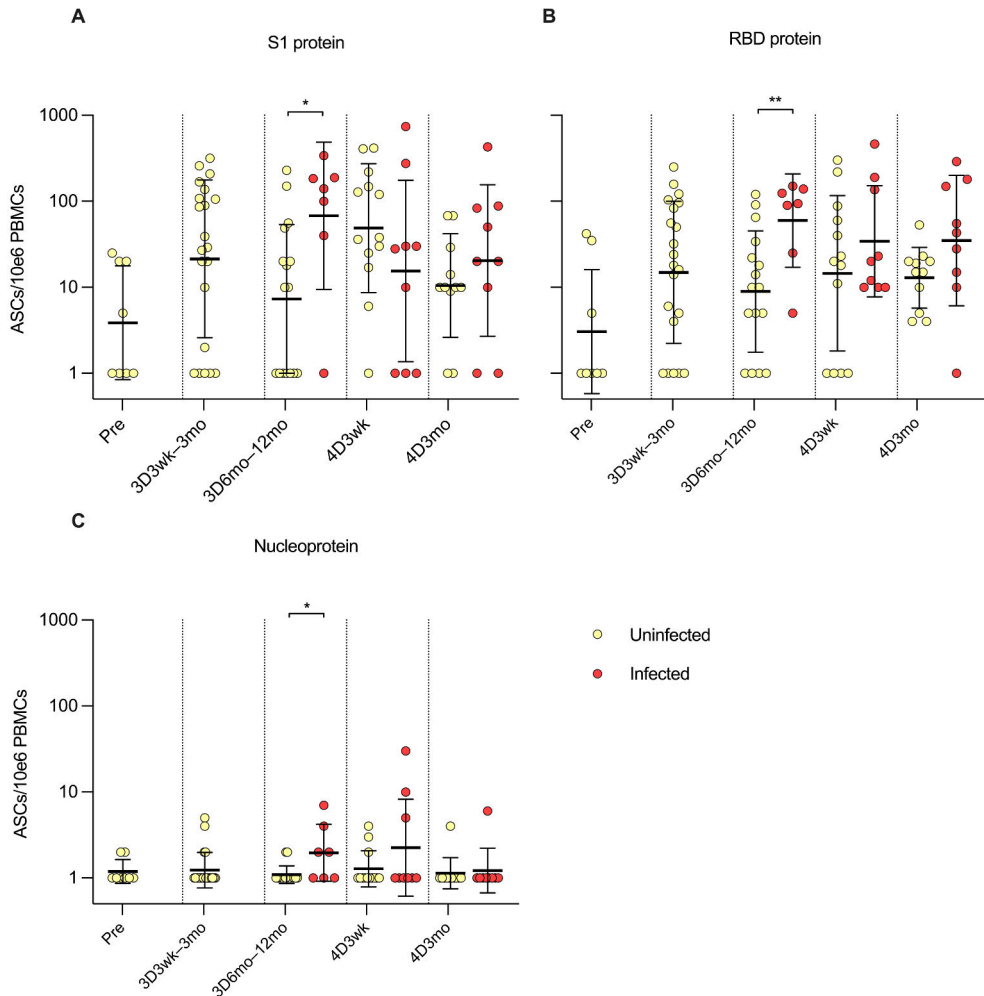 A
S1 protein
ASCs/10e6 PBMCs
1000
100
10
1
*
Pre
3D3wk–3mo
3D6mo–12mo
4D3wk
4D3mo
B
RBD protein
**
Pre
3D3wk–3mo
3D6mo–12mo
4D3wk
4D3mo
C
Nucleoprotein
ASCs/10e6 PBMCs
1000
100
10
1
*
Pre
3D3wk–3mo
3D6mo–12mo
4D3wk
4D3mo
Uninfected
Infected